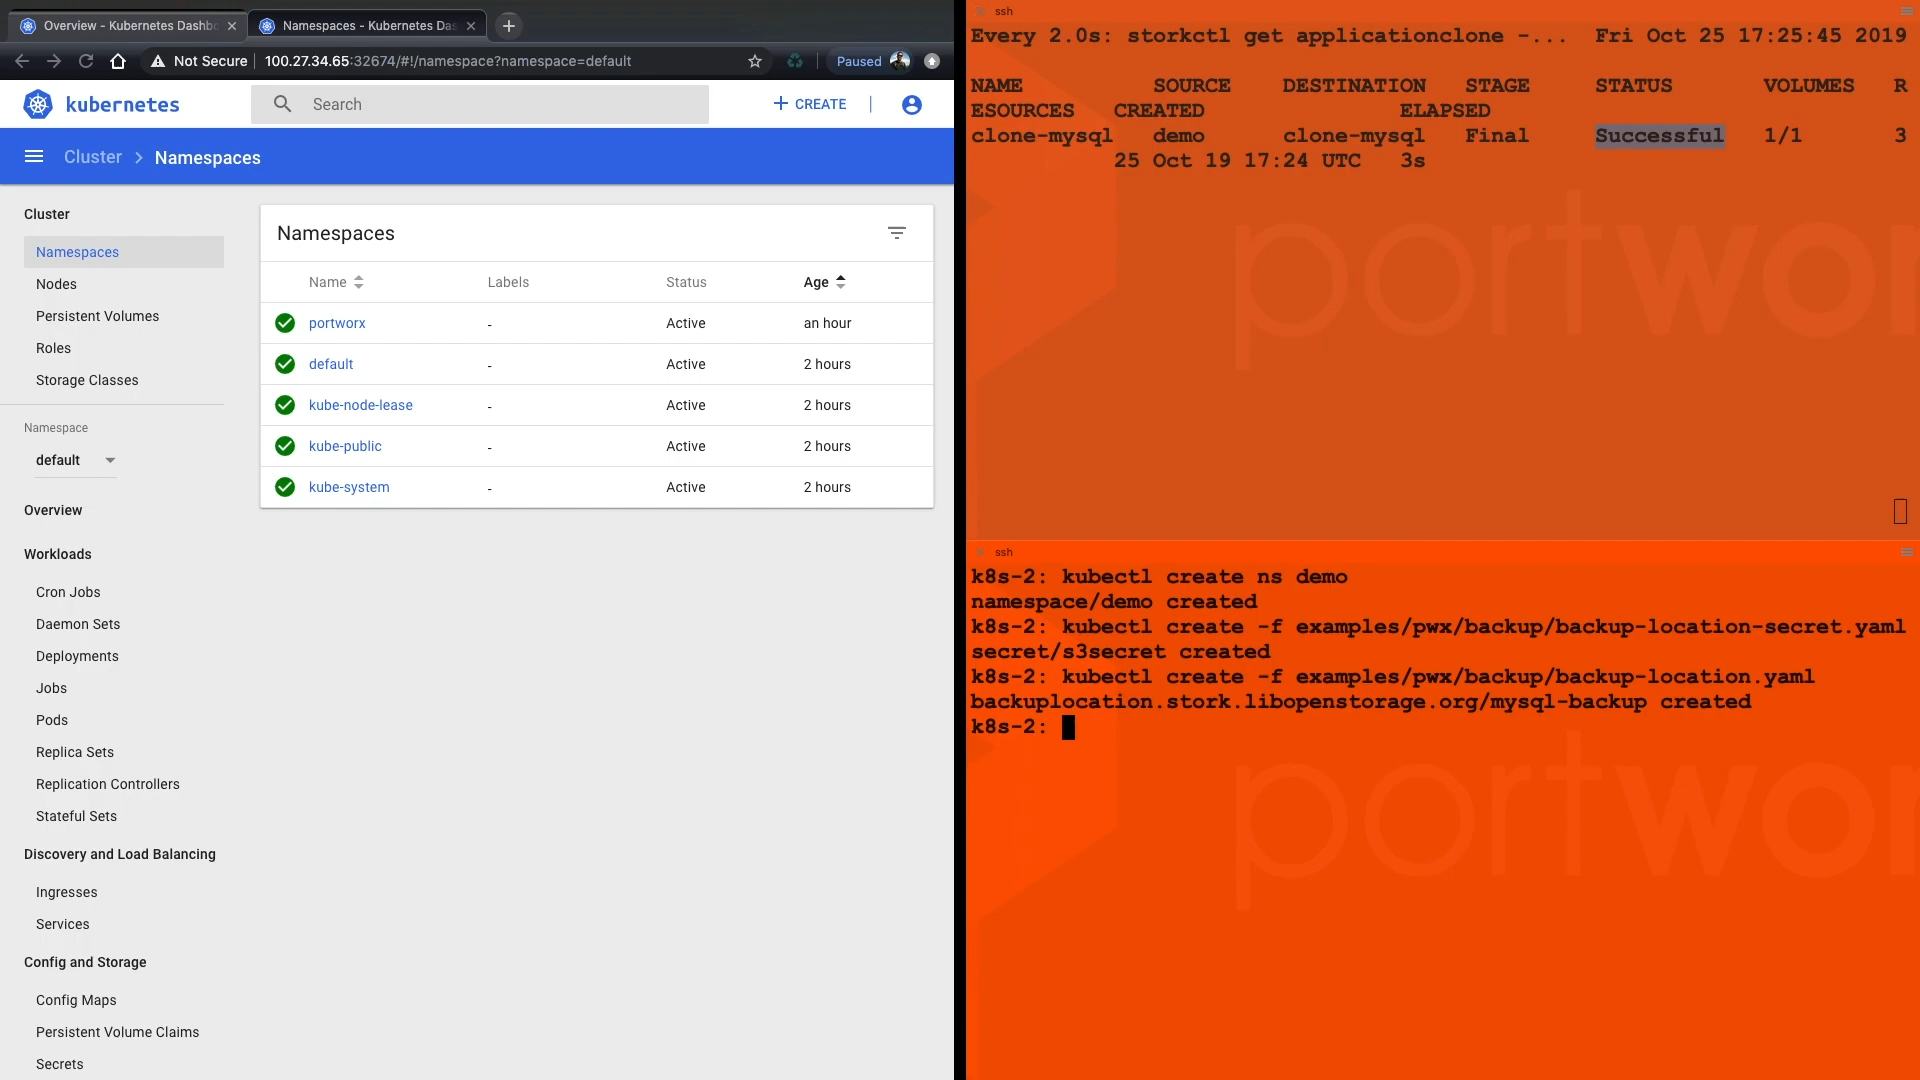 Overview - Kubernetes Dashbo
Namespaces - Kubernetes Das
Not Secure
100.27.34.65:32674/#!/namespace?namespace=default
Paused
kubernetes
Search
+ CREATE
Cluster > Namespaces
Cluster
Namespaces
Nodes
Persistent Volumes
Roles
Storage Classes
Namespace
default
Overview
Workloads
Cron Jobs
Daemon Sets
Deployments
Jobs
Pods
Replica Sets
Replication Controllers
Stateful Sets
Discovery and Load Balancing
Ingresses
Services
Config and Storage
Config Maps
Persistent Volume Claims
Secrets
Namespaces
Name Labels Status Age
portworx - Active an hour
default - Active 2 hours
kube-node-lease - Active 2 hours
kube-public - Active 2 hours
kube-system - Active 2 hours
ssh
Every 2.0s: storkctl get applicationclone -... Fri Oct 25 17:25:45 2019
NAME SOURCE DESTINATION STAGE STATUS VOLUMES R
ESOURCES CREATED ELAPSED
clone-mysql demo clone-mysql Final Successful 1/1 3
25 Oct 19 17:24 UTC 3s
portwor
ssh
k8s-2: kubectl create ns demo
namespace/demo created
k8s-2: kubectl create -f examples/pwx/backup/backup-location-secret.yaml
secret/s3secret created
k8s-2: kubectl create -f examples/pwx/backup/backup-location.yaml
backuplocation.stork.libopenstorage.org/mysql-backup created
k8s-2:
portwor